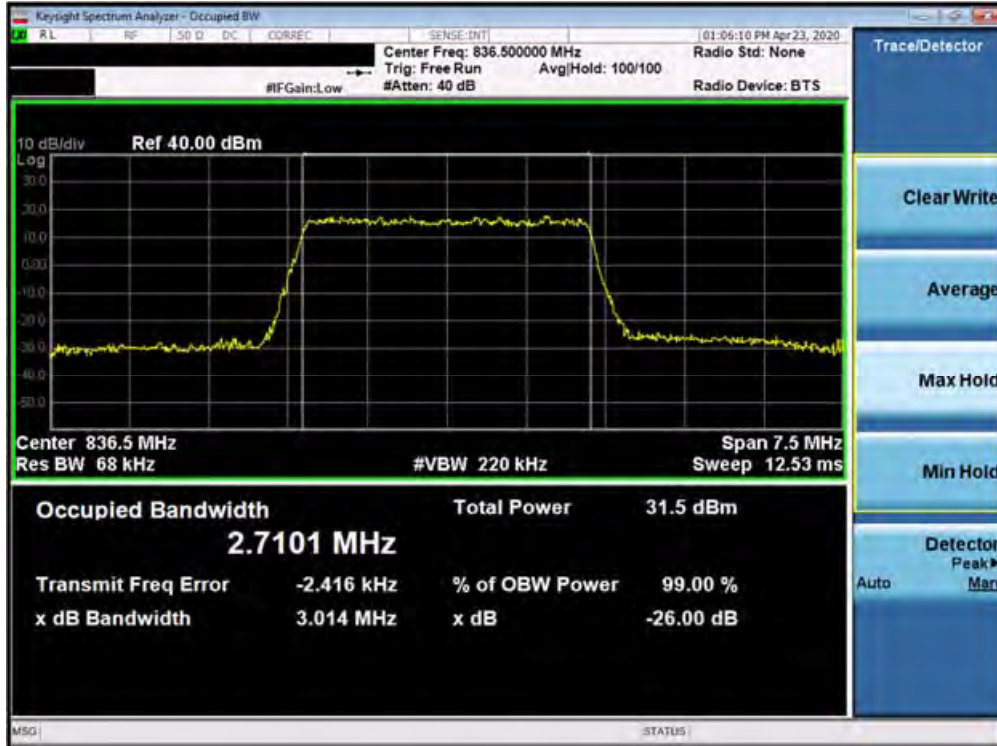 Keysight Spectrum Analyzer - Occupied BW
RL RF 50 Ω DC CORREC SENSE:INT 01:06:10 PM Apr 23, 2020
Center Freq: 836.500000 MHz Radio Std: None
Trig: Free Run Avg|Hold: 100/100
#IFGain:Low #Atten: 40 dB Radio Device: BTS
10 dB/div Ref 40.00 dBm
Log
30.0
20.0
10.0
0.00
-10.0
-20.0
-30.0
-40.0
-50.0
Center 836.5 MHz Span 7.5 MHz
Res BW 68 kHz #VBW 220 kHz Sweep 12.53 ms
Occupied Bandwidth Total Power 31.5 dBm
2.7101 MHz
Transmit Freq Error -2.416 kHz % of OBW Power 99.00 %
x dB Bandwidth 3.014 MHz x dB -26.00 dB
MSG STATUS
Trace/Detector
Clear Write
Average
Max Hold
Min Hold
Detector
Peak▶
Auto Man